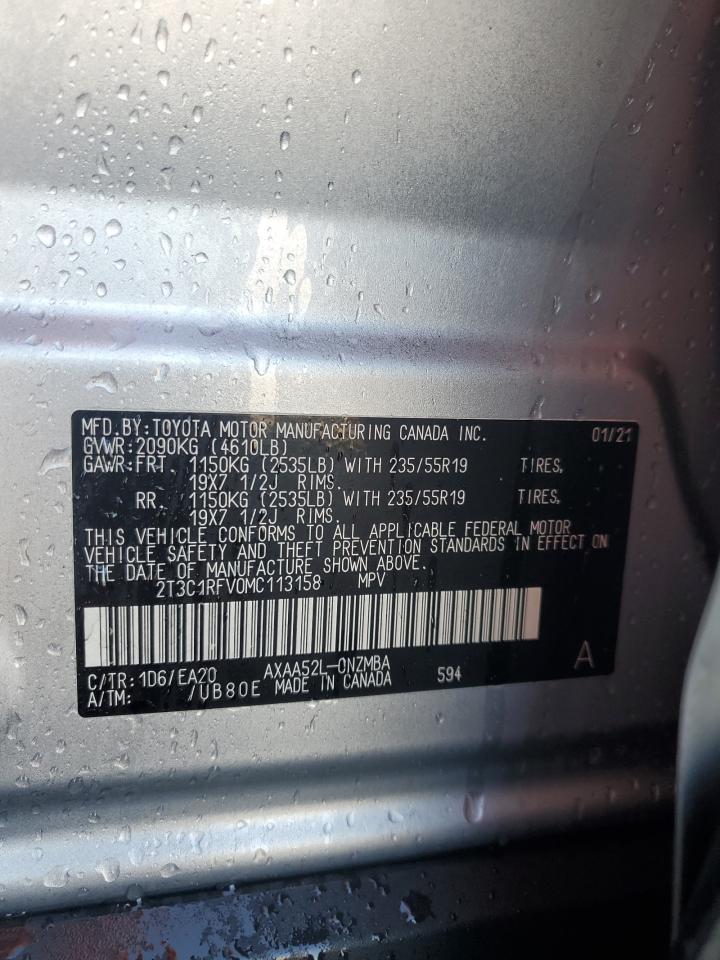 MFD.BY:TOYOTA MOTOR MANUFACTURING CANADA INC. 01/21
GVWR:2090KG (4610LB)
GAWR:FRT. 1150KG (2535LB) WITH 235/55R19 TIRES,
19X7 1/2J RIMS.
RR. 1150KG (2535LB) WITH 235/55R19 TIRES,
19X7 1/2J RIMS.
THIS VEHICLE CONFORMS TO ALL APPLICABLE FEDERAL MOTOR
VEHICLE SAFETY AND THEFT PREVENTION STANDARDS IN EFFECT ON
THE DATE OF MANUFACTURE SHOWN ABOVE.
2T3C1RFV0MC113158 MPV
C/TR:1D6/EA20 AXAA52L-0NZMBA 594 A
A/TM: /UB80E MADE IN CANADA